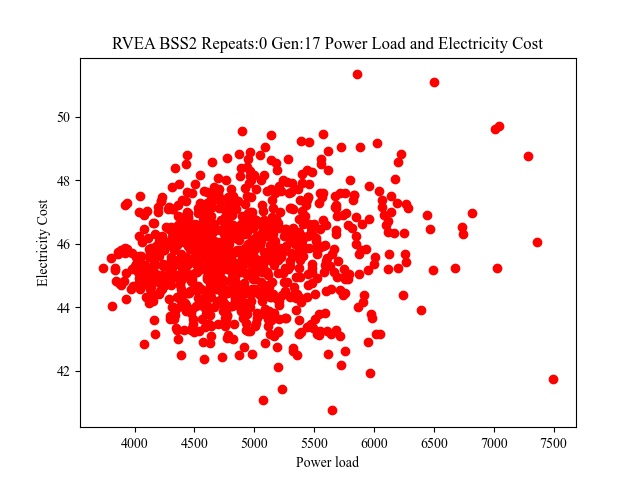 RVEA BSS2 Repeats:0 Gen:17 Power Load and Electricity Cost
50
48
46
44
42
Electricity Cost
4000 4500 5000 5500 6000 6500 7000 7500
Power load